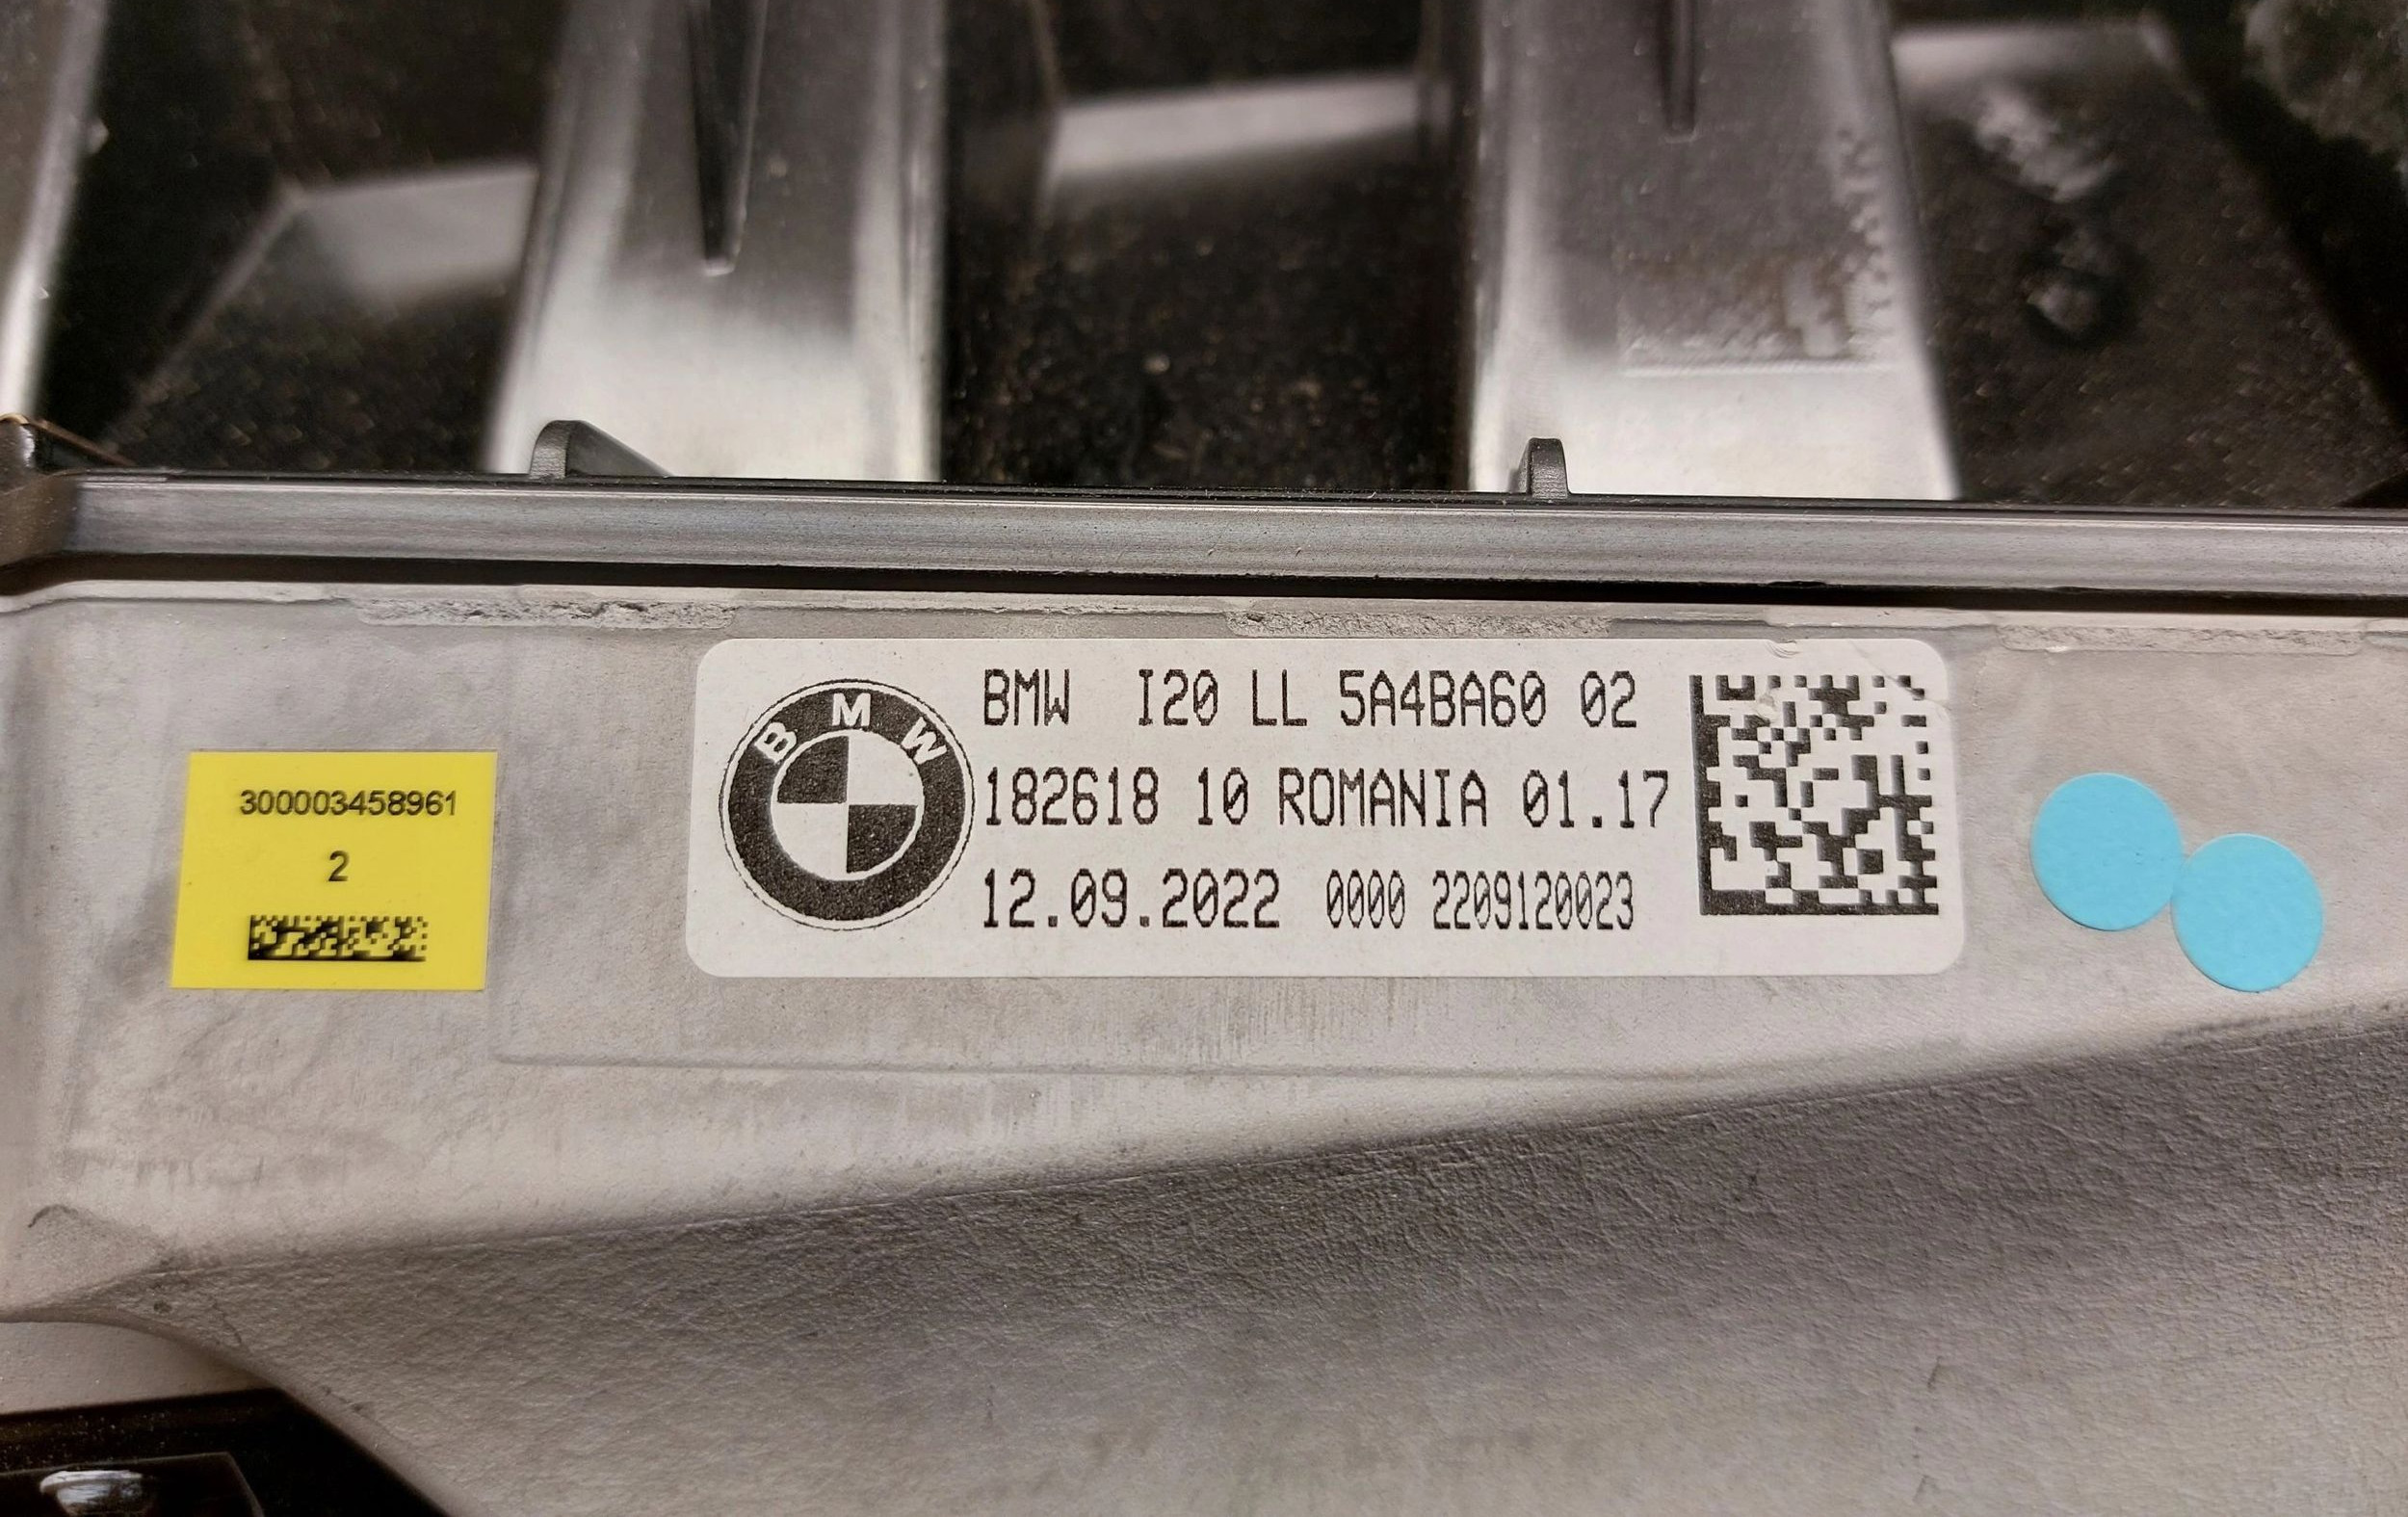 300003458961
2
BMW
BMW I20 LL 5A4BA60 02
182618 10 ROMANIA 01.17
12.09.2022 0000 2209120023